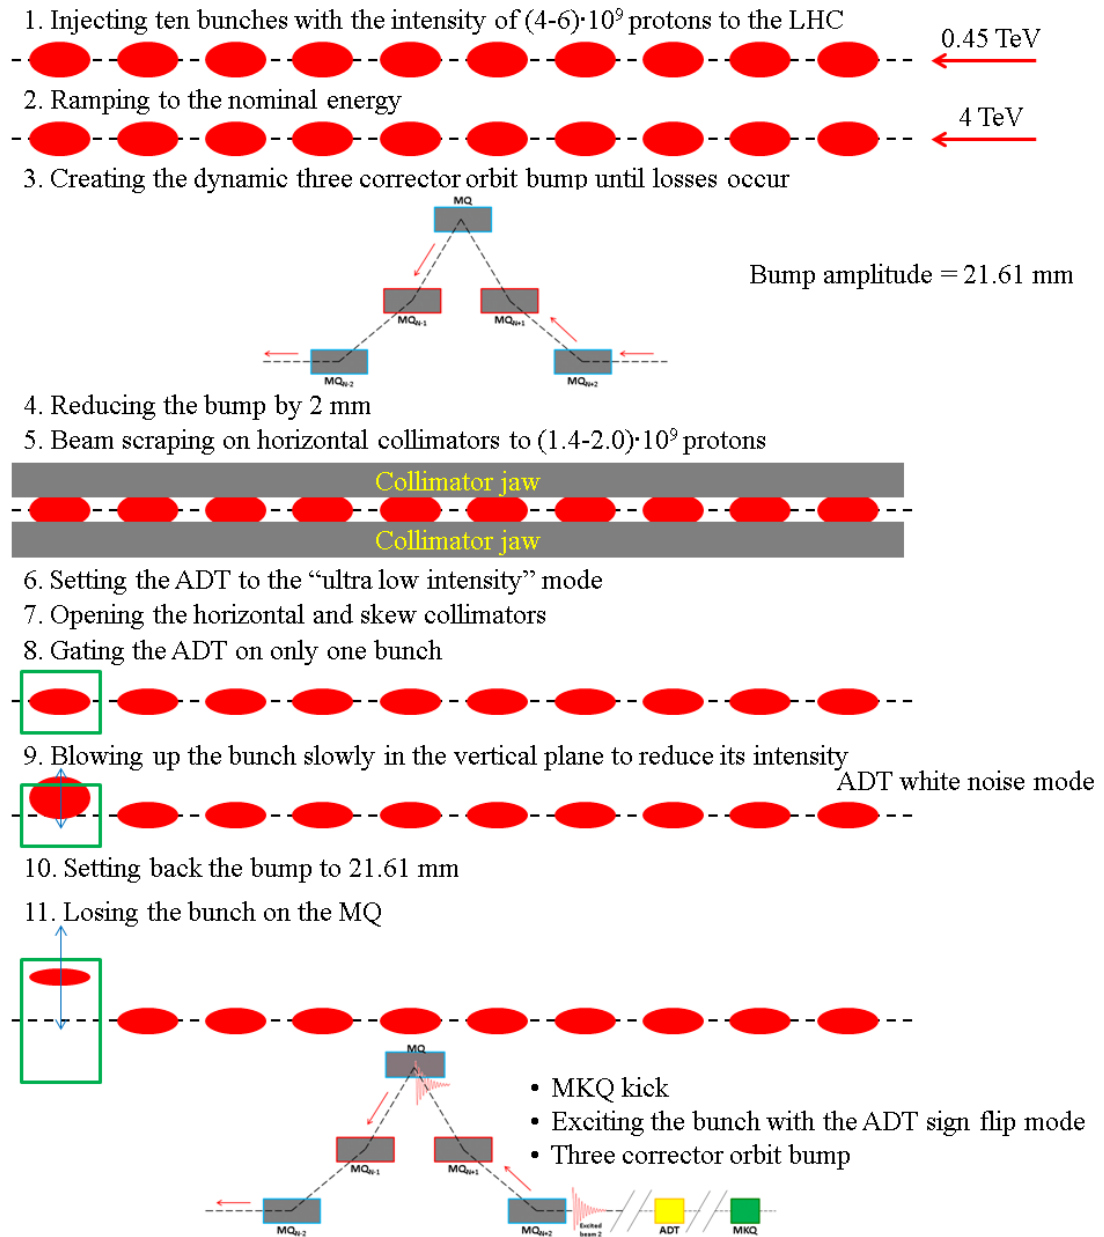 1. Injecting ten bunches with the intensity of (4-6)·10⁹ protons to the LHC
0.45 TeV
2. Ramping to the nominal energy
4 TeV
3. Creating the dynamic three corrector orbit bump until losses occur
MQ
Bump amplitude = 21.61 mm
MQN-1
MQN+1
MQN-2
MQN+2
4. Reducing the bump by 2 mm
5. Beam scraping on horizontal collimators to (1.4-2.0)·10⁹ protons
Collimator jaw
Collimator jaw
6. Setting the ADT to the “ultra low intensity” mode
7. Opening the horizontal and skew collimators
8. Gating the ADT on only one bunch
9. Blowing up the bunch slowly in the vertical plane to reduce its intensity
ADT white noise mode
10. Setting back the bump to 21.61 mm
11. Losing the bunch on the MQ
MQ
• MKQ kick
• Exciting the bunch with the ADT sign flip mode
• Three corrector orbit bump
MQN-1
MQN+1
MQN-2
MQN+2
Excited
beam 2
ADT
MKQ